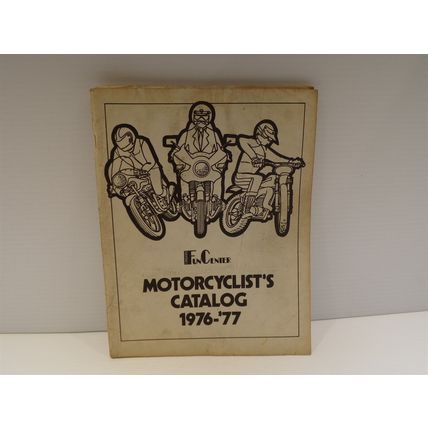 FUNCENTER
MOTORCYCLIST'S
CATALOG
1976-'77